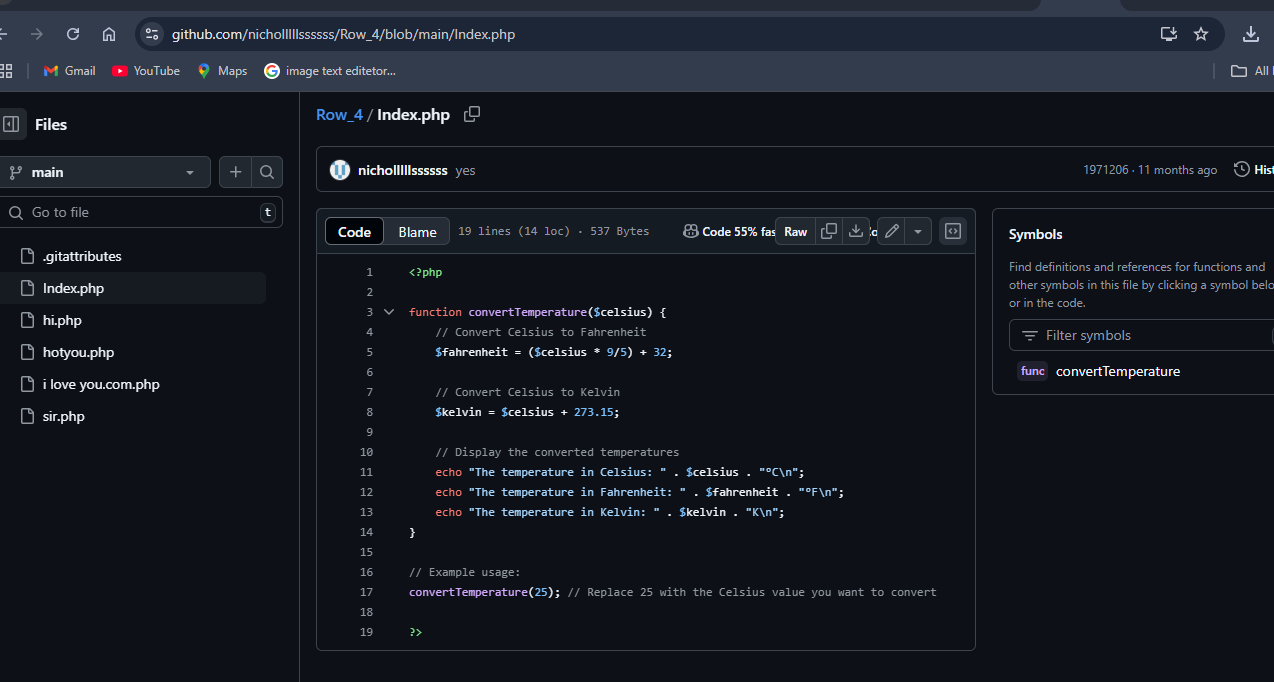 github.com/nicholllllssssss/Row_4/blob/main/Index.php
Gmail YouTube Maps image text editetor... All
Files
main
Go to file t
.gitattributes
Index.php
hi.php
hotyou.php
i love you.com.php
sir.php
Row_4 / Index.php
nicholllllssssss yes 1971206 · 11 months ago Hist
Code Blame 19 lines (14 loc) · 537 Bytes Code 55% fas Raw
1 <?php
2
3 function convertTemperature($celsius) {
4 // Convert Celsius to Fahrenheit
5 $fahrenheit = ($celsius * 9/5) + 32;
6
7 // Convert Celsius to Kelvin
8 $kelvin = $celsius + 273.15;
9
10 // Display the converted temperatures
11 echo "The temperature in Celsius: " . $celsius . "°C\n";
12 echo "The temperature in Fahrenheit: " . $fahrenheit . "°F\n";
13 echo "The temperature in Kelvin: " . $kelvin . "K\n";
14 }
15
16 // Example usage:
17 convertTemperature(25); // Replace 25 with the Celsius value you want to convert
18
19 ?>
Symbols
Find definitions and references for functions and
other symbols in this file by clicking a symbol belo
or in the code.
Filter symbols
func convertTemperature